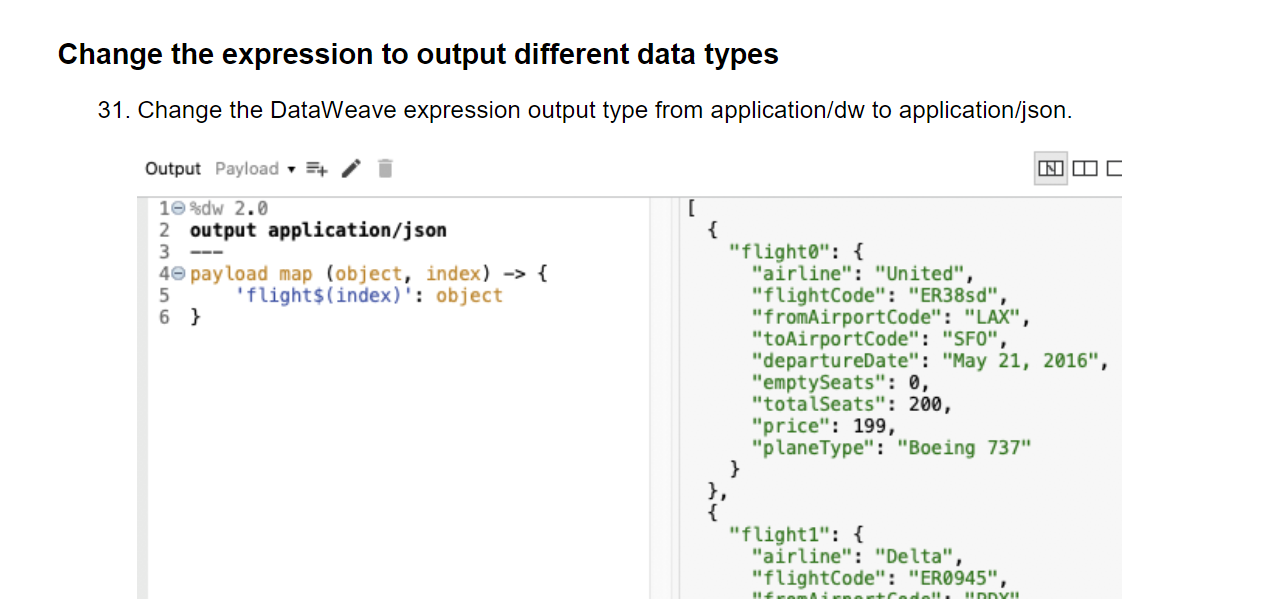 Change the expression to output different data types
31. Change the DataWeave expression output type from application/dw to application/json.
Output Payload
1 %dw 2.0
2 output application/json
3 ---
4 payload map (object, index) -> {
5 'flight$(index)': object
6 }
[
{
"flight0": {
"airline": "United",
"flightCode": "ER38sd",
"fromAirportCode": "LAX",
"toAirportCode": "SFO",
"departureDate": "May 21, 2016",
"emptySeats": 0,
"totalSeats": 200,
"price": 199,
"planeType": "Boeing 737"
}
},
{
"flight1": {
"airline": "Delta",
"flightCode": "ER0945",
"fromAirportCode": "PDX"